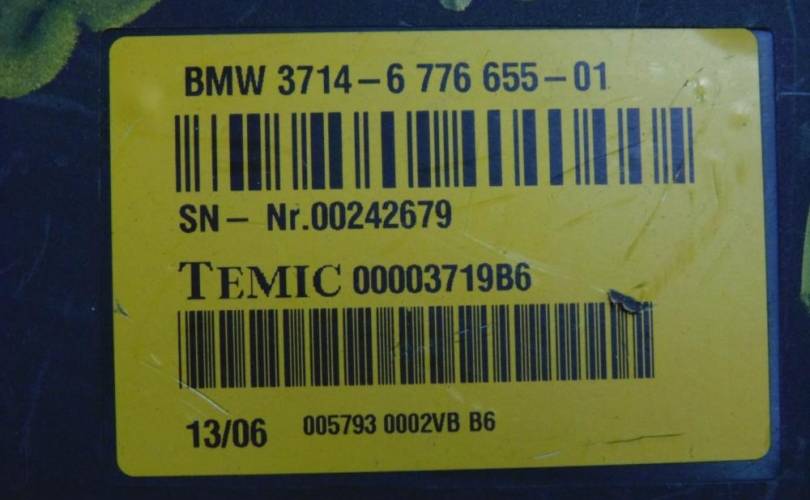 BMW 3714-6 776 655-01
SN- Nr.00242679
TEMIC 00003719B6
13/06 005793 0002VB B6